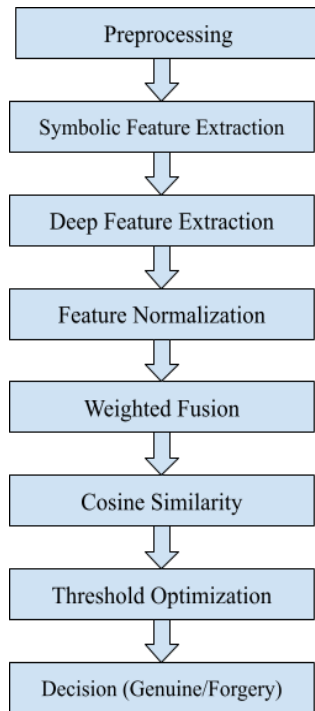 Preprocessing
Symbolic Feature Extraction
Deep Feature Extraction
Feature Normalization
Weighted Fusion
Cosine Similarity
Threshold Optimization
Decision (Genuine/Forgery)